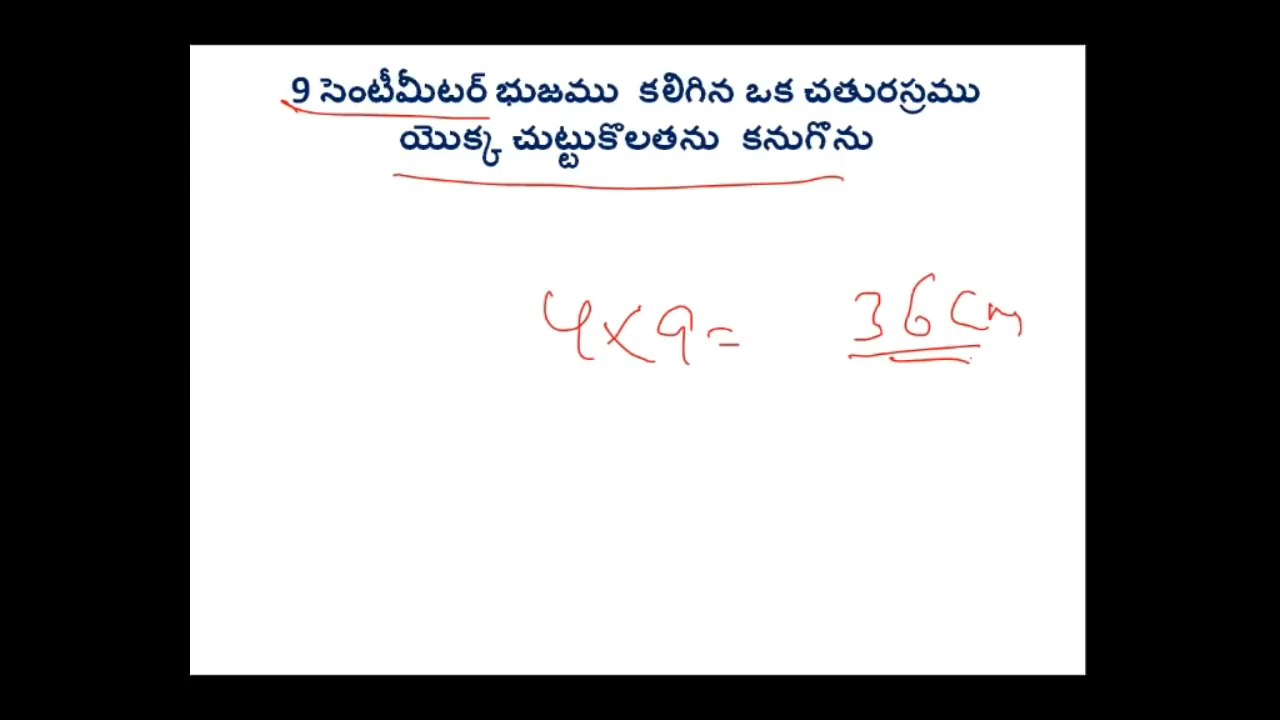 9 సెంటీమీటర్ భుజము కలిగిన ఒక చతురస్రము
యొక్క చుట్టుకొలతను కనుగొను
4×9= 36cm